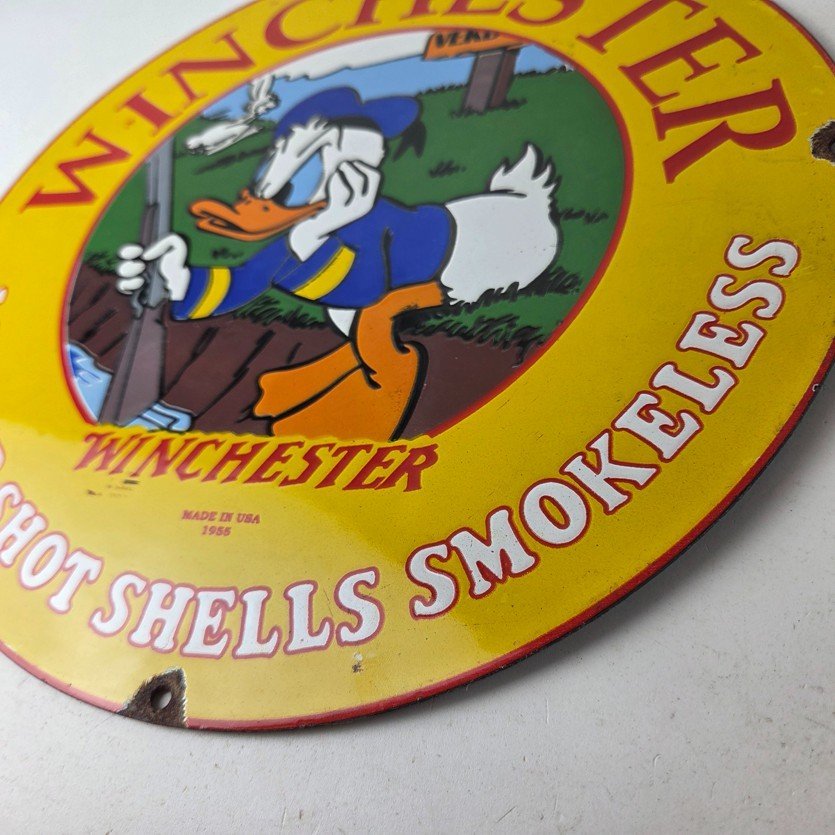 WINCHESTER
WINCHESTER
MADE IN USA
1955
SHOT SHELLS SMOKELESS